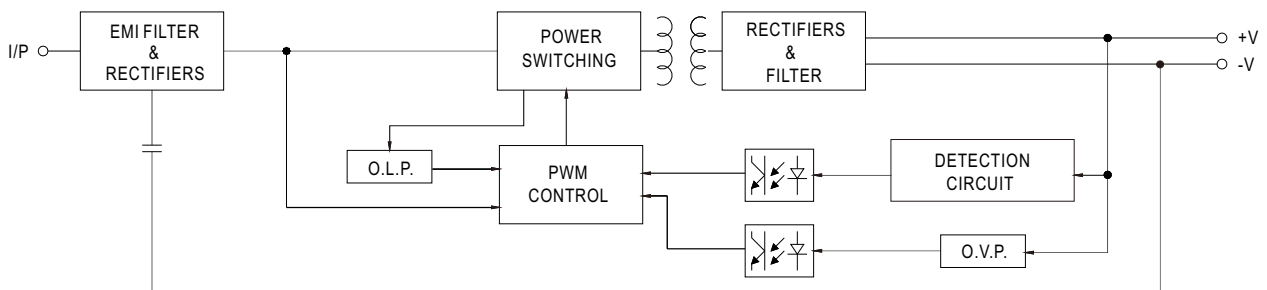 I/P
EMI FILTER
&
RECTIFIERS
POWER
SWITCHING
RECTIFIERS
&
FILTER
+V
-V
O.L.P.
PWM
CONTROL
DETECTION
CIRCUIT
O.V.P.